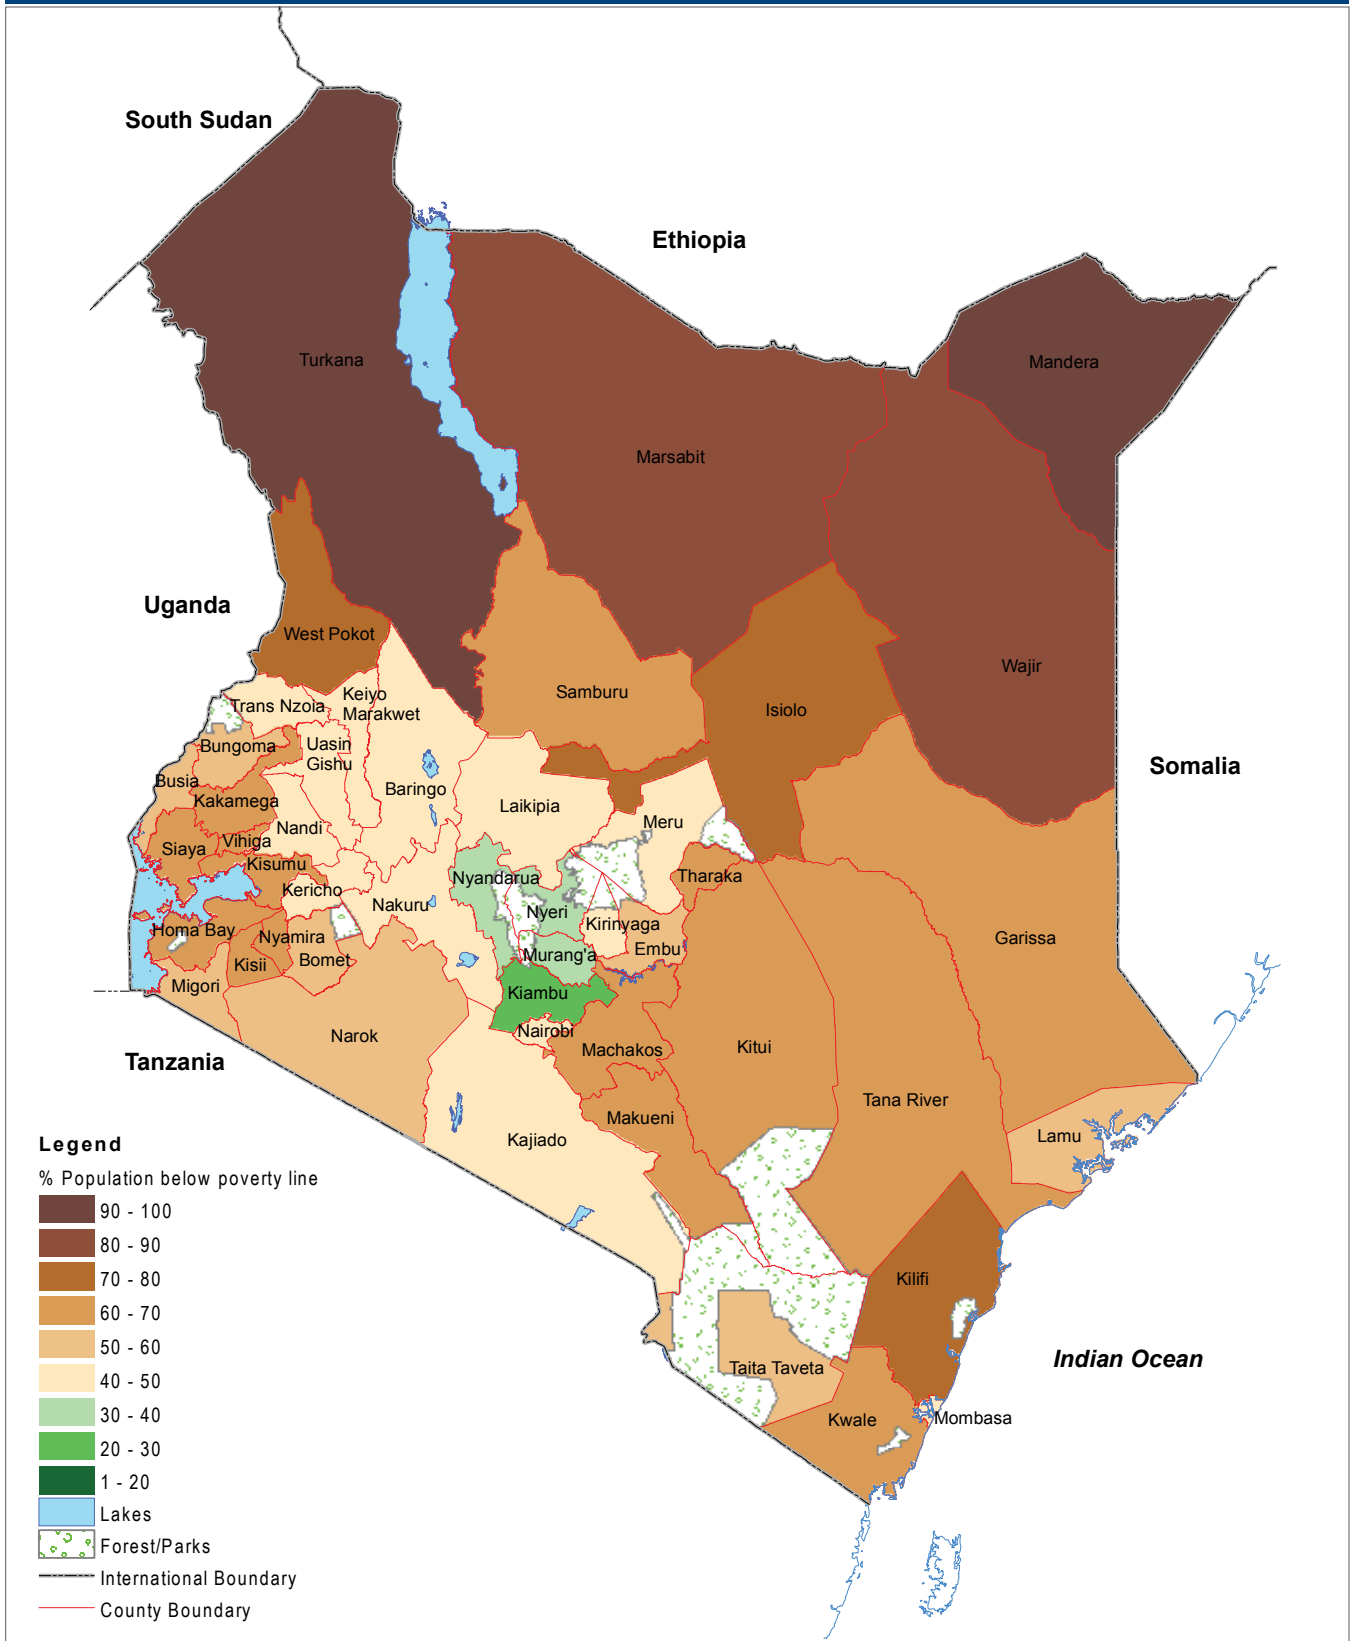 South Sudan
Ethiopia
Turkana
Mandera
Marsabit
Uganda
West Pokot
Wajir
Samburu
Keiyo
Marakwet
Trans Nzoia
Isiolo
Bungoma
Uasin
Gishu
Somalia
Busia
Baringo
Kakamega
Laikipia
Meru
Nandi
Siaya
Vihiga
Kisumu
Nyandarua
Tharaka
Kericho
Nakuru
Nyeri
Kirinyaga
Homa Bay
Nyamira
Garissa
Embu
Murang'a
Bomet
Kisii
Migori
Kiambu
Nairobi
Narok
Kitui
Machakos
Tanzania
Tana River
Makueni
Lamu
Kajiado
Kilifi
Indian Ocean
Taita Taveta
Kwale
Mombasa
Legend
% Population below poverty line
90 - 100
80 - 90
70 - 80
60 - 70
50 - 60
40 - 50
30 - 40
20 - 30
1 - 20
Lakes
Forest/Parks
International Boundary
County Boundary